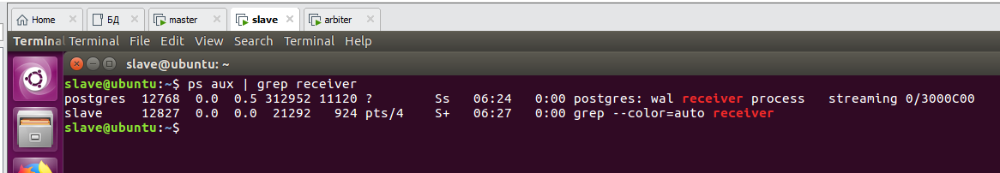 Home БД master slave arbiter
Terminal Terminal File Edit View Search Terminal Help
slave@ubuntu: ~
slave@ubuntu:~$ ps aux | grep receiver
postgres  12768  0.0  0.5 312952 11120 ?        Ss   06:24   0:00 postgres: wal receiver process   streaming 0/3000C00
slave     12827  0.0  0.0  21292   924 pts/4    S+   06:27   0:00 grep --color=auto receiver
slave@ubuntu:~$